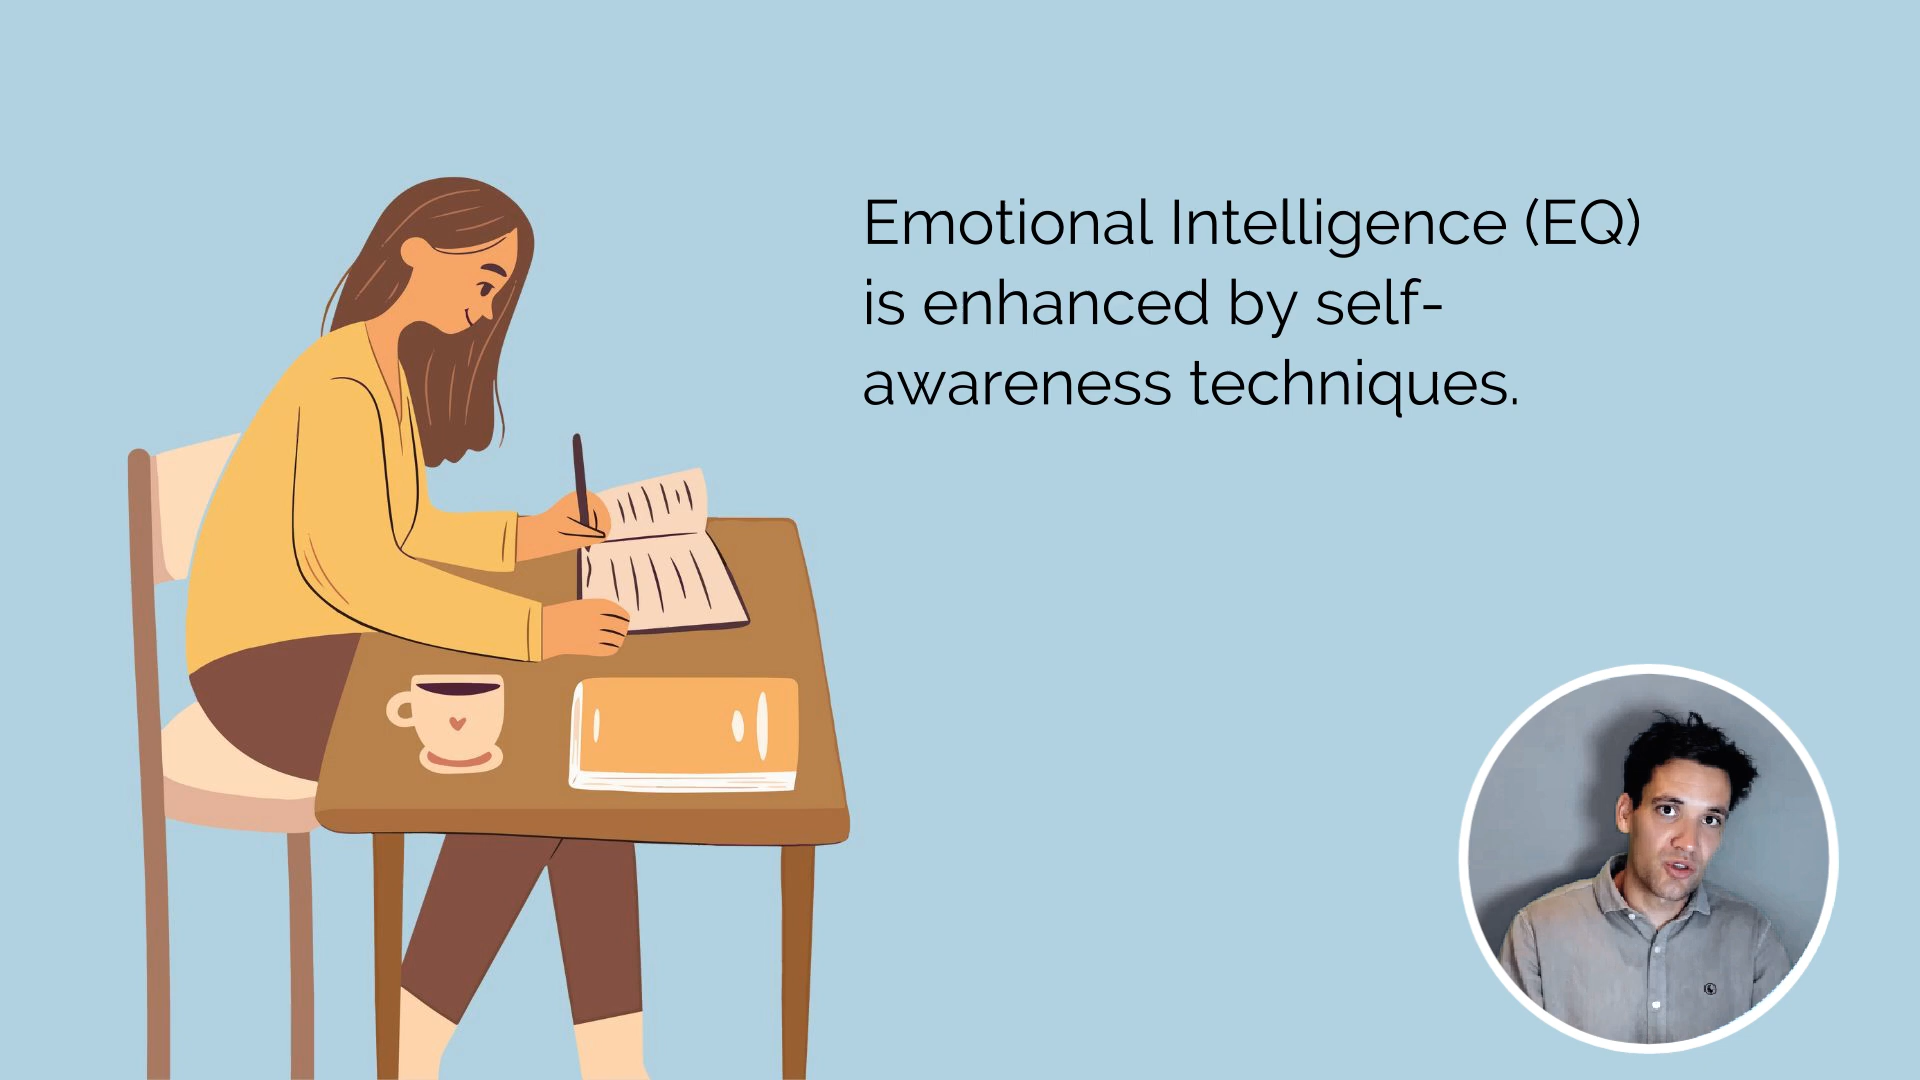 Emotional Intelligence (EQ)
is enhanced by self-
awareness techniques.